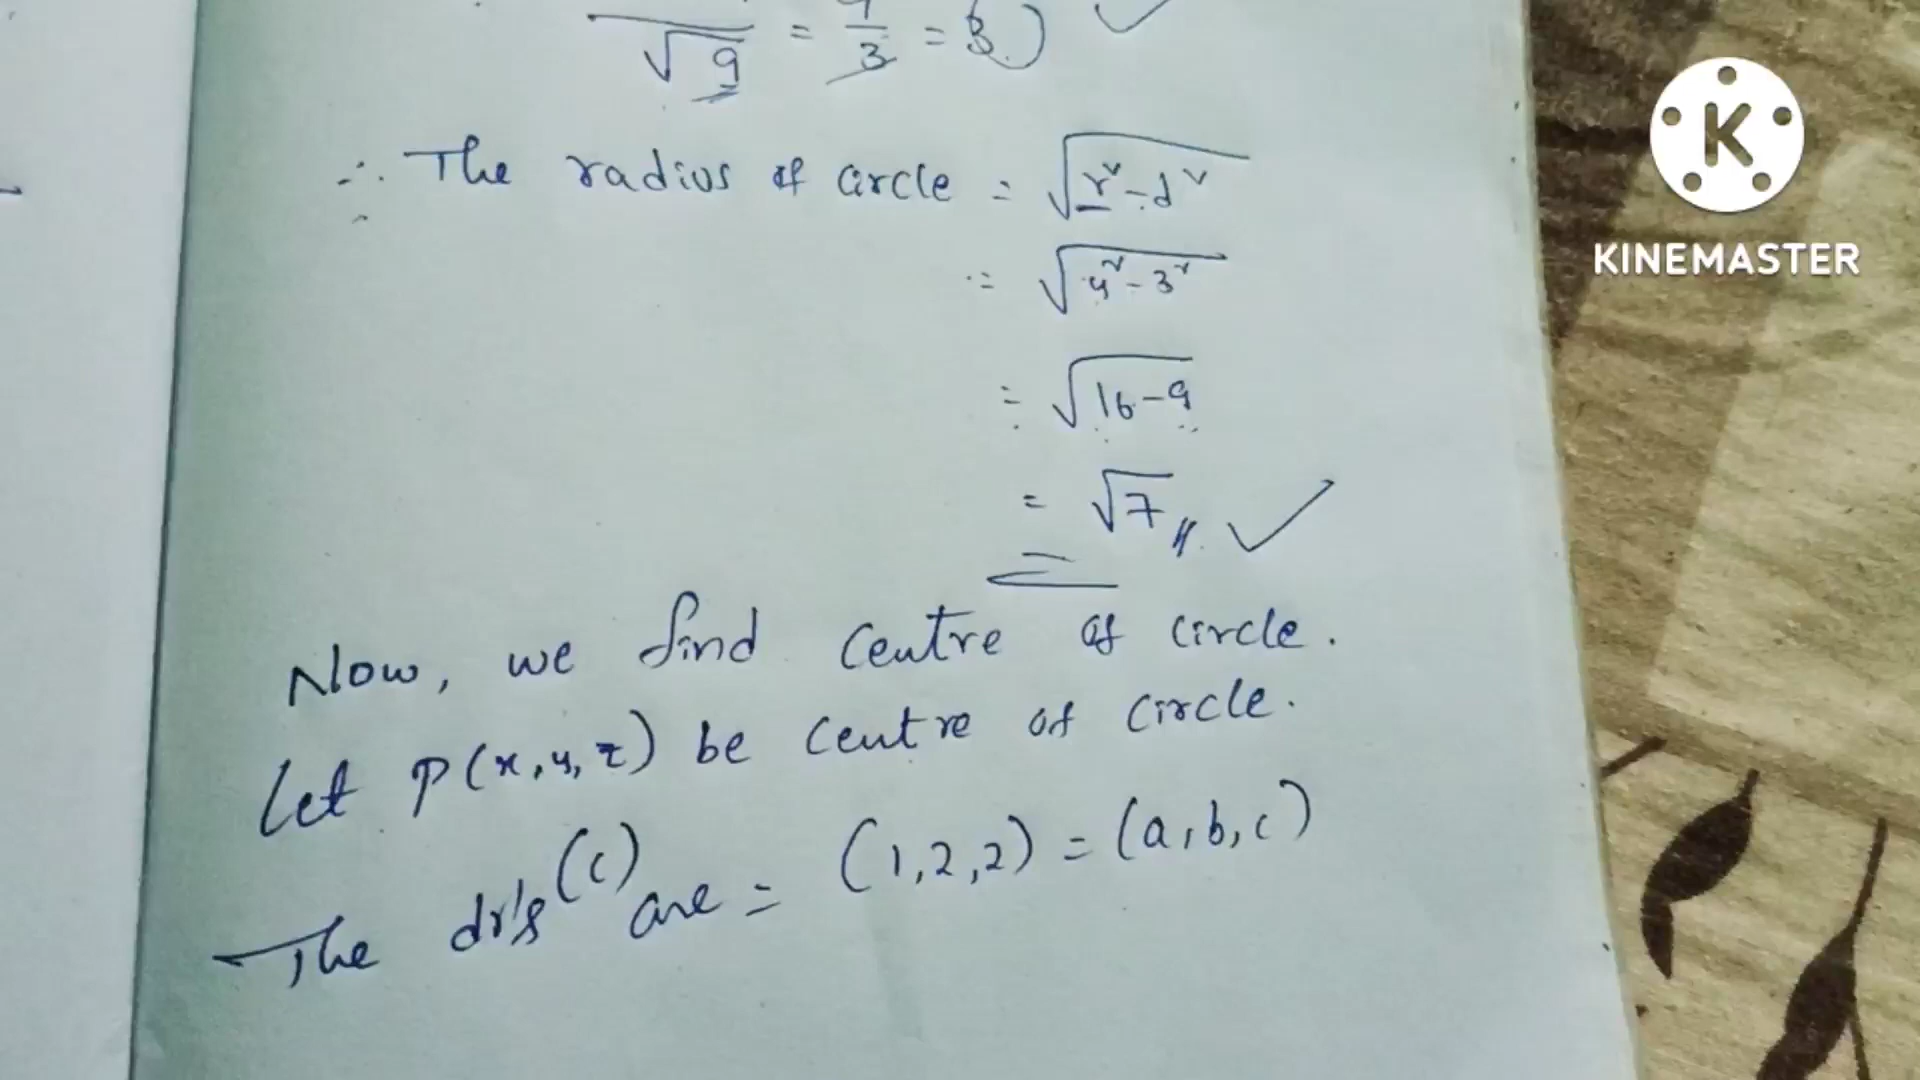 √9 = 9/3 = 3
∴ The radius of circle = √r² - d²
= √4² - 3²
= √16 - 9
= √7
Now, we find centre of circle.
Let P(x, y, z) be centre of circle.
The dr's (c) are = (1, 2, 2) = (a, b, c)
K
KINEMASTER